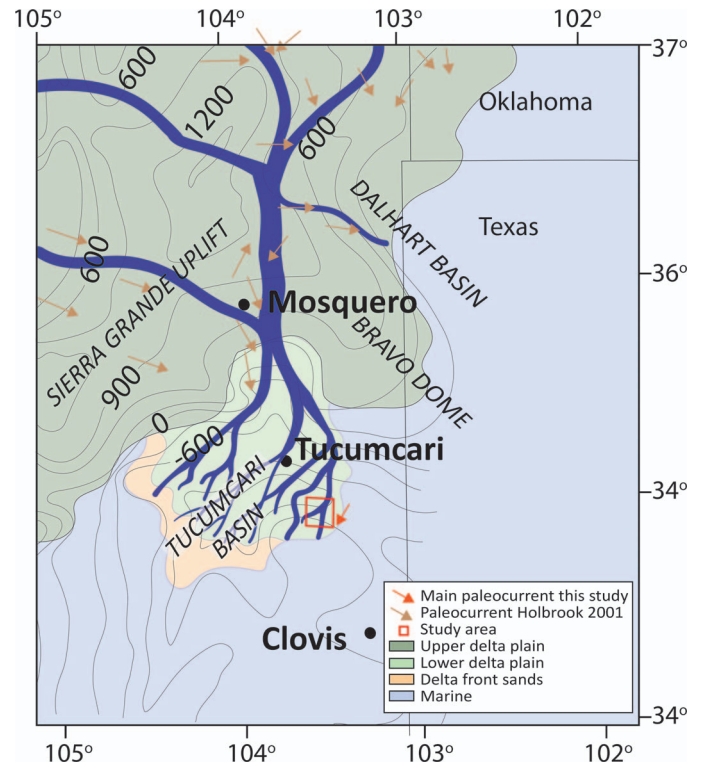 105º 104º 103º 102º
37º
600
1200
600
Oklahoma
DALHART BASIN
Texas
600
SIERRA GRANDE UPLIFT
36º
Mosquero
BRAVO DOME
900
0
-600
Tucumcari
TUCUMCARI
BASIN
34º
Main paleocurrent this study
Paleocurrent Holbrook 2001
Study area
Upper delta plain
Lower delta plain
Delta front sands
Marine
Clovis
34º
105º 104º 103º 102º